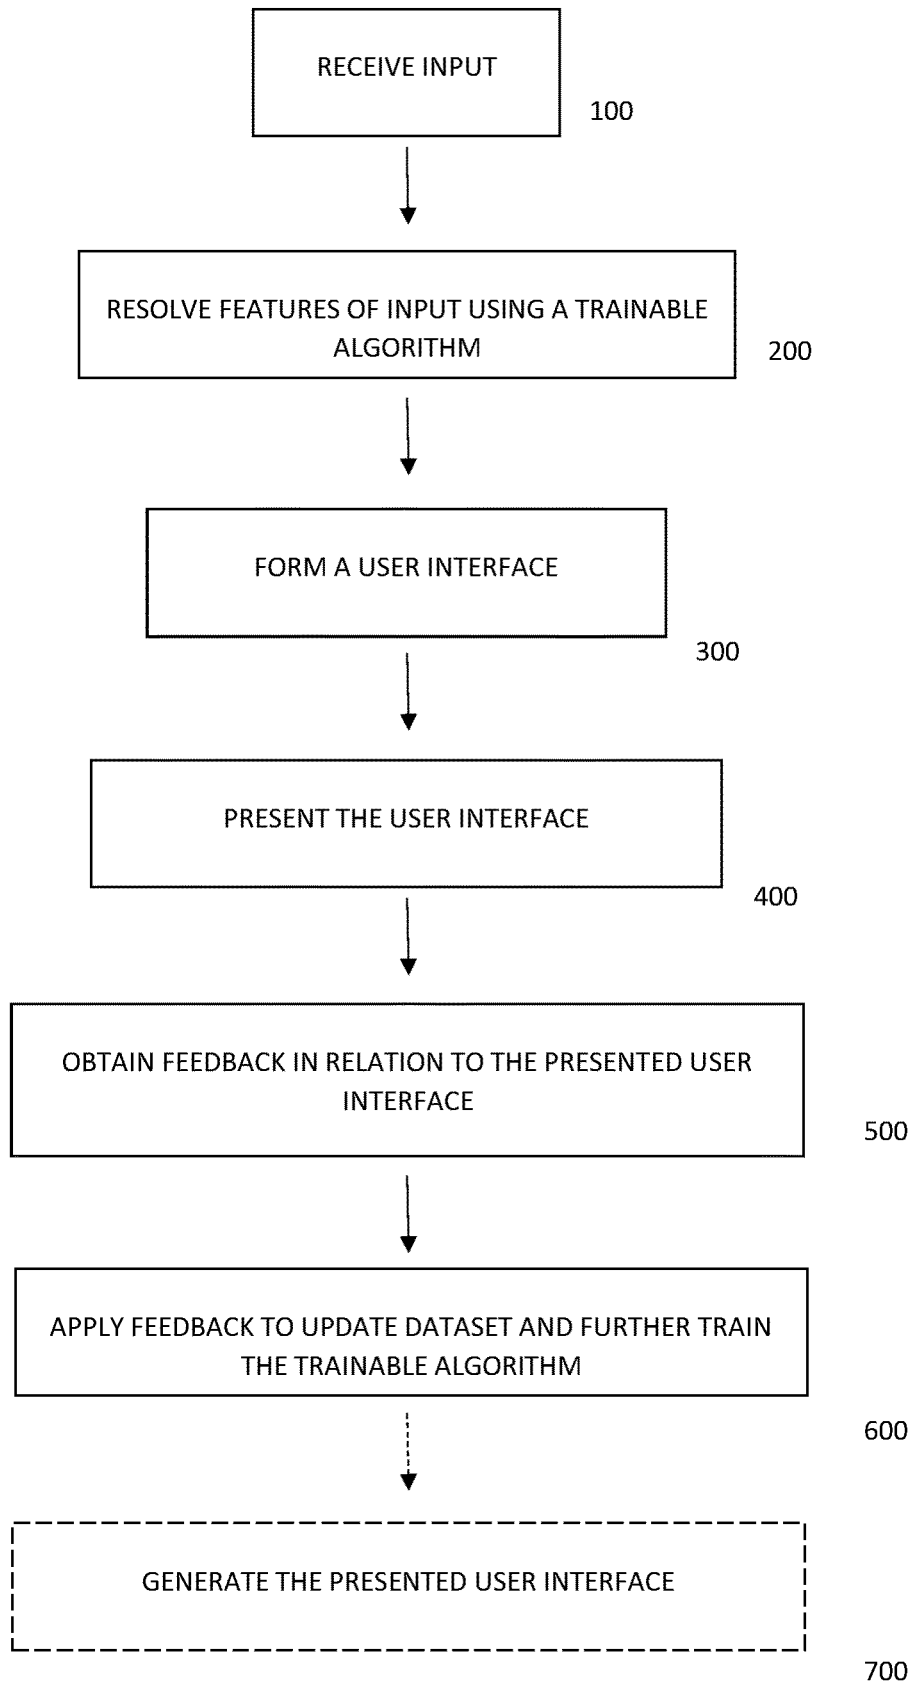 RECEIVE INPUT
100
RESOLVE FEATURES OF INPUT USING A TRAINABLE
ALGORITHM
200
FORM A USER INTERFACE
300
PRESENT THE USER INTERFACE
400
OBTAIN FEEDBACK IN RELATION TO THE PRESENTED USER
INTERFACE
500
APPLY FEEDBACK TO UPDATE DATASET AND FURTHER TRAIN
THE TRAINABLE ALGORITHM
600
GENERATE THE PRESENTED USER INTERFACE
700